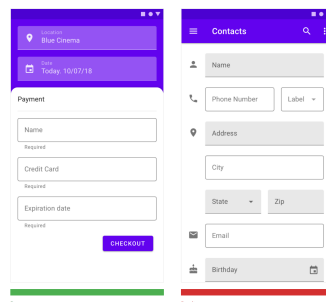 Location
Blue Cinema
Date
Today. 10/07/18
Payment
Name
Required
Credit Card
Required
Expiration date
Required
CHECKOUT
Contacts
Name
Phone Number
Label
Address
City
State
Zip
Email
Birthday